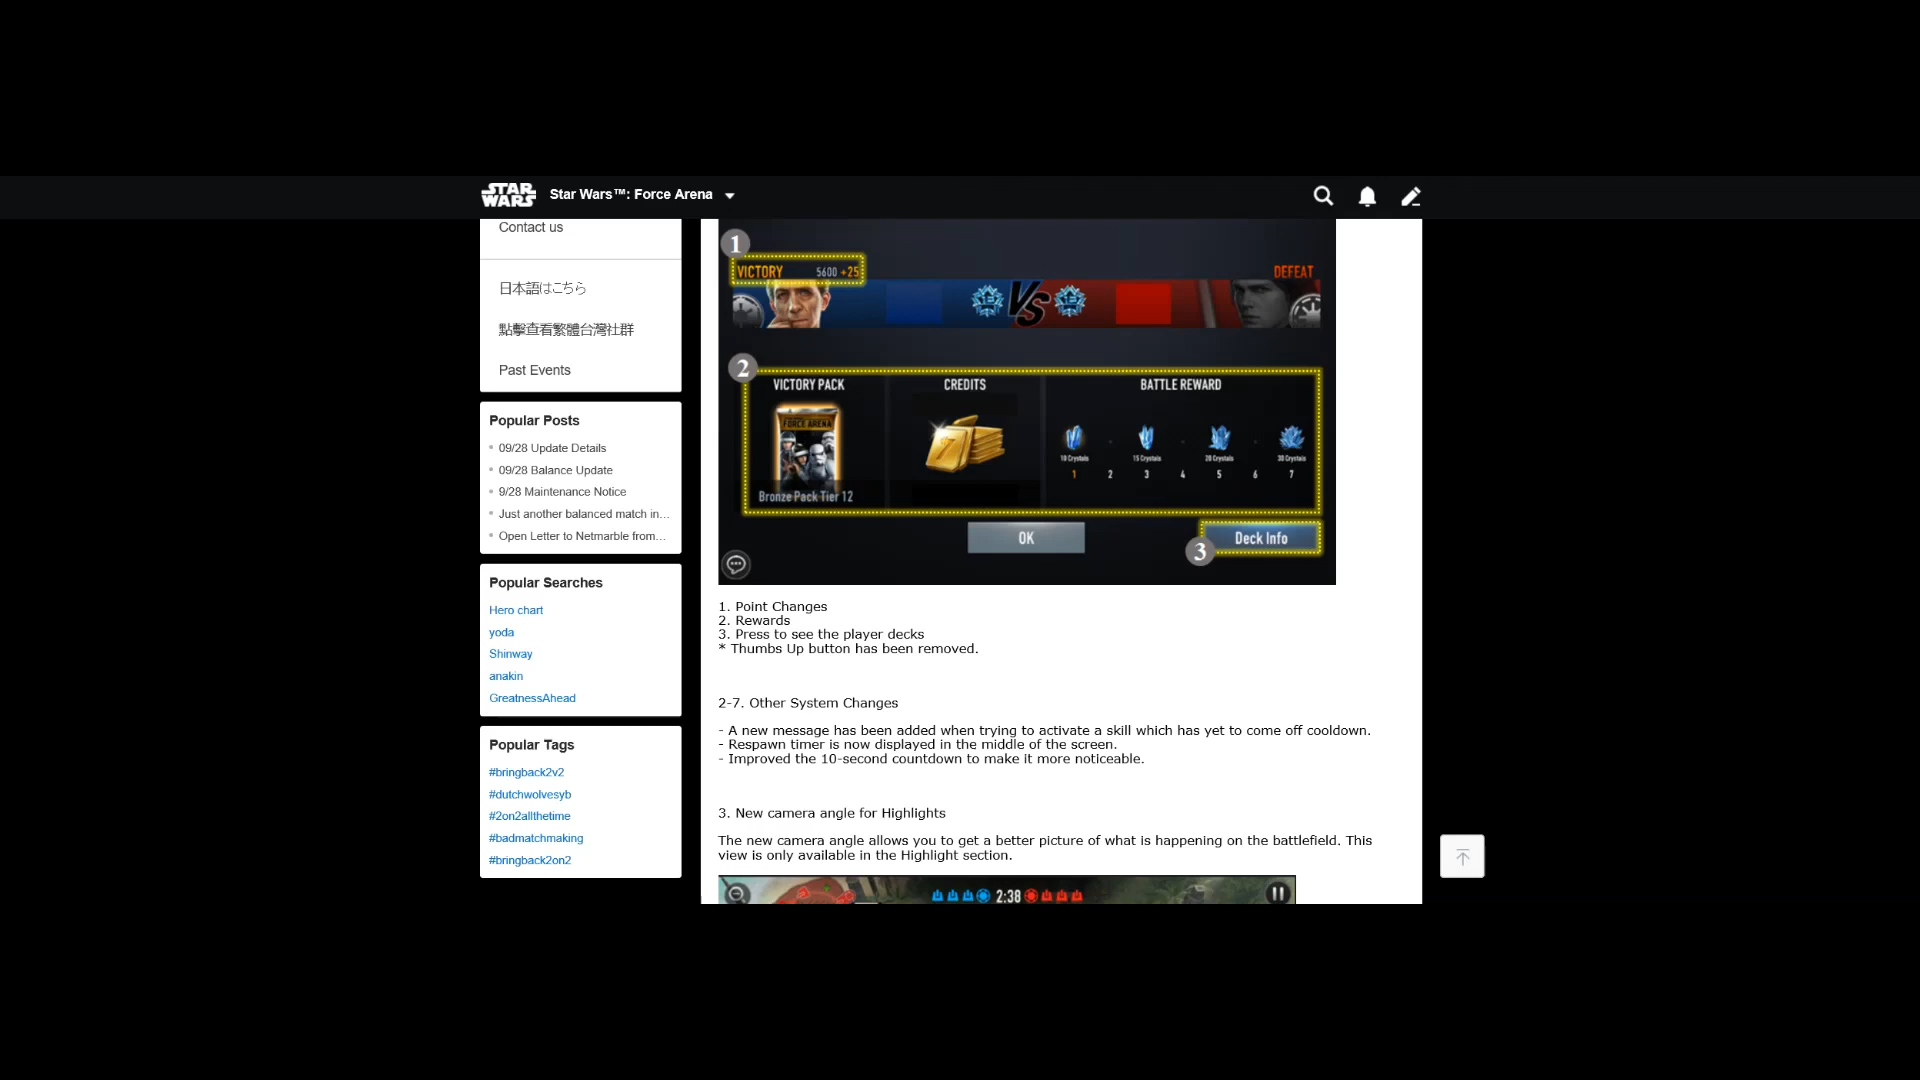 STAR WARS
Star Wars™: Force Arena
Contact us
日本語はこちら
點擊查看繁體台灣社群
Past Events
Popular Posts
09/28 Update Details
09/28 Balance Update
9/28 Maintenance Notice
Just another balanced match in...
Open Letter to Netmarble from...
Popular Searches
Hero chart
yoda
Shinway
anakin
GreatnessAhead
Popular Tags
#bringback2v2
#dutchwolvesyb
#2on2allthetime
#badmatchmaking
#bringback2on2
1
VICTORY 5600 +25
DEFEAT
VS
2
VICTORY PACK
CREDITS
BATTLE REWARD
FORCE ARENA
10 Crystals 15 Crystals 20 Crystals 30 Crystals
1 2 3 4 5 6 7
Bronze Pack Tier 12
OK
3
Deck Info
1. Point Changes
2. Rewards
3. Press to see the player decks
* Thumbs Up button has been removed.
2-7. Other System Changes
- A new message has been added when trying to activate a skill which has yet to come off cooldown.
- Respawn timer is now displayed in the middle of the screen.
- Improved the 10-second countdown to make it more noticeable.
3. New camera angle for Highlights
The new camera angle allows you to get a better picture of what is happening on the battlefield. This
view is only available in the Highlight section.
2:38